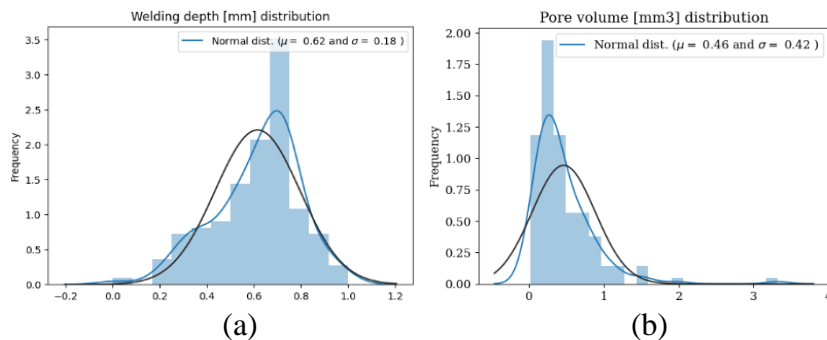 Welding depth [mm] distribution
Normal dist. (μ= 0.62 and σ= 0.18 )
Frequency
3.5
3.0
2.5
2.0
1.5
1.0
0.5
0.0
−0.2 0.0 0.2 0.4 0.6 0.8 1.0 1.2
(a)
Pore volume [mm3] distribution
Normal dist. (μ= 0.46 and σ= 0.42 )
Frequency
2.00
1.75
1.50
1.25
1.00
0.75
0.50
0.25
0.00
0 1 2 3 4
(b)